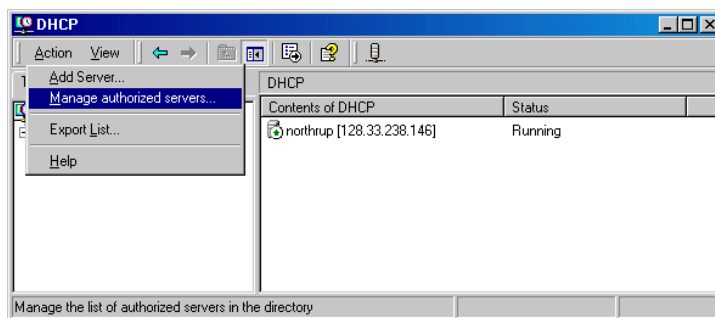 DHCP
Action View
Add Server...
Manage authorized servers...
Export List...
Help
DHCP
Contents of DHCP Status
northrup [128.33.238.146] Running
Manage the list of authorized servers in the directory